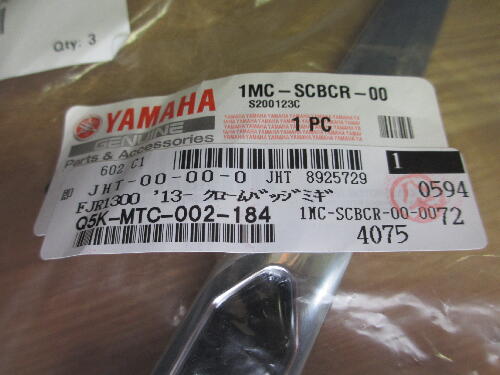 Qty: 3
YAMAHA
GENUINE
Parts & Accessories
1MC-SCBCR-00
S200123C
1 PC
602 C1
JHT-00-00-0 JHT 8925729
FJR1300 '13- クロームバッジミギ
Q5K-MTC-002-184
1
0594
1MC-SCBCR-00-0072
4075